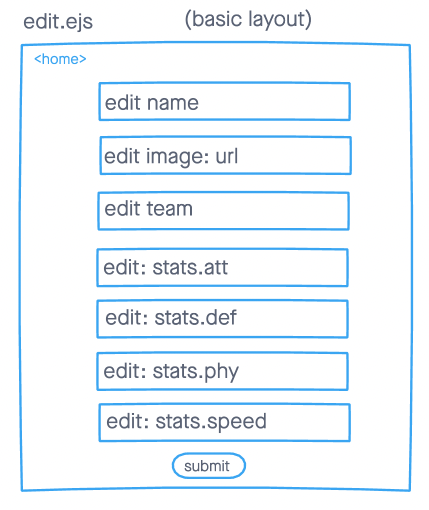 edit.ejs (basic layout)
<home>
edit name
edit image: url
edit team
edit: stats.att
edit: stats.def
edit: stats.phy
edit: stats.speed
submit